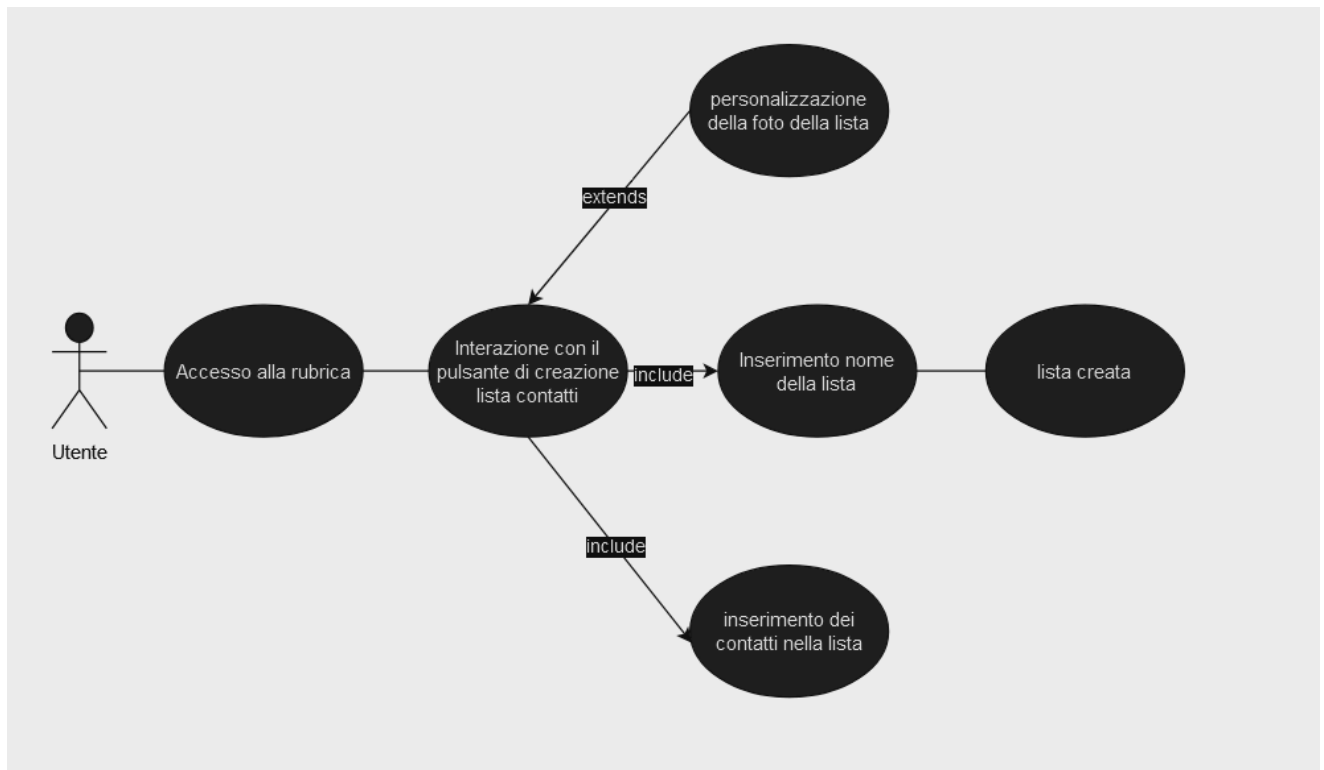 personalizzazione
della foto della lista
extends
Utente
Accesso alla rubrica
Interazione con il
pulsante di creazione
lista contatti
include
Inserimento nome
della lista
lista creata
include
inserimento dei
contatti nella lista